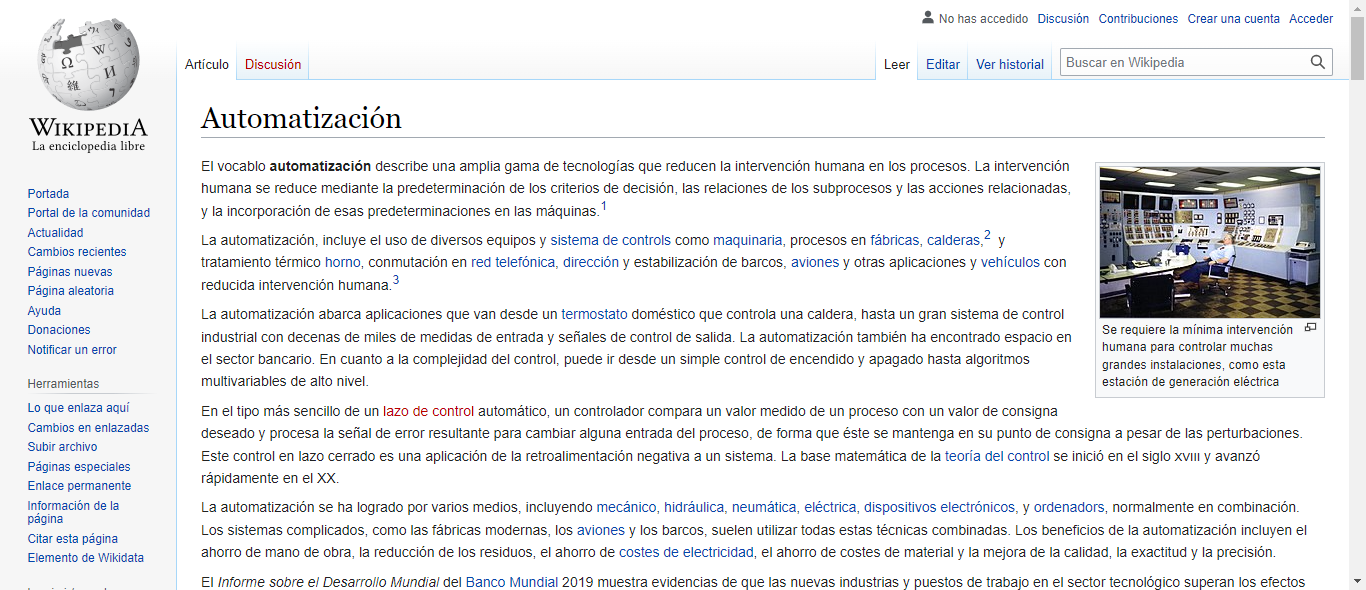 No has accedido Discusión Contribuciones Crear una cuenta Acceder
Artículo Discusión Leer Editar Ver historial Buscar en Wikipedia
WIKIPEDIA
La enciclopedia libre
Portada
Portal de la comunidad
Actualidad
Cambios recientes
Páginas nuevas
Página aleatoria
Ayuda
Donaciones
Notificar un error
Herramientas
Lo que enlaza aquí
Cambios en enlazadas
Subir archivo
Páginas especiales
Enlace permanente
Información de la
página
Citar esta página
Elemento de Wikidata
Automatización
El vocablo automatización describe una amplia gama de tecnologías que reducen la intervención humana en los procesos. La intervención
humana se reduce mediante la predeterminación de los criterios de decisión, las relaciones de los subprocesos y las acciones relacionadas,
y la incorporación de esas predeterminaciones en las máquinas.1
La automatización, incluye el uso de diversos equipos y sistema de controls como maquinaria, procesos en fábricas, calderas,2 y
tratamiento térmico horno, conmutación en red telefónica, dirección y estabilización de barcos, aviones y otras aplicaciones y vehículos con
reducida intervención humana.3
La automatización abarca aplicaciones que van desde un termostato doméstico que controla una caldera, hasta un gran sistema de control
industrial con decenas de miles de medidas de entrada y señales de control de salida. La automatización también ha encontrado espacio en
el sector bancario. En cuanto a la complejidad del control, puede ir desde un simple control de encendido y apagado hasta algoritmos
multivariables de alto nivel.
Se requiere la mínima intervención
humana para controlar muchas
grandes instalaciones, como esta
estación de generación eléctrica
En el tipo más sencillo de un lazo de control automático, un controlador compara un valor medido de un proceso con un valor de consigna
deseado y procesa la señal de error resultante para cambiar alguna entrada del proceso, de forma que éste se mantenga en su punto de consigna a pesar de las perturbaciones.
Este control en lazo cerrado es una aplicación de la retroalimentación negativa a un sistema. La base matemática de la teoría del control se inició en el siglo XVIII y avanzó
rápidamente en el XX.
La automatización se ha logrado por varios medios, incluyendo mecánico, hidráulica, neumática, eléctrica, dispositivos electrónicos, y ordenadors, normalmente en combinación.
Los sistemas complicados, como las fábricas modernas, los aviones y los barcos, suelen utilizar todas estas técnicas combinadas. Los beneficios de la automatización incluyen el
ahorro de mano de obra, la reducción de los residuos, el ahorro de costes de electricidad, el ahorro de costes de material y la mejora de la calidad, la exactitud y la precisión.
El Informe sobre el Desarrollo Mundial del Banco Mundial 2019 muestra evidencias de que las nuevas industrias y puestos de trabajo en el sector tecnológico superan los efectos